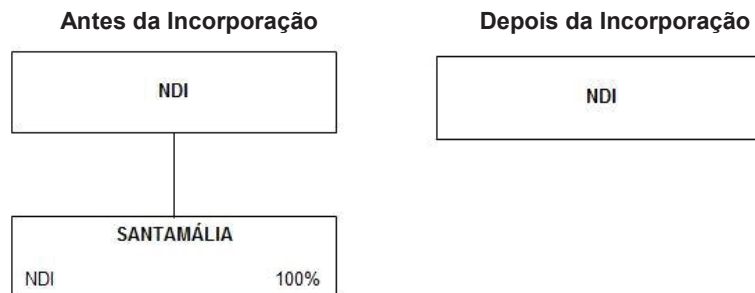 Antes da Incorporação
Depois da Incorporação
NDI
NDI
SANTAMÁLIA
NDI 100%